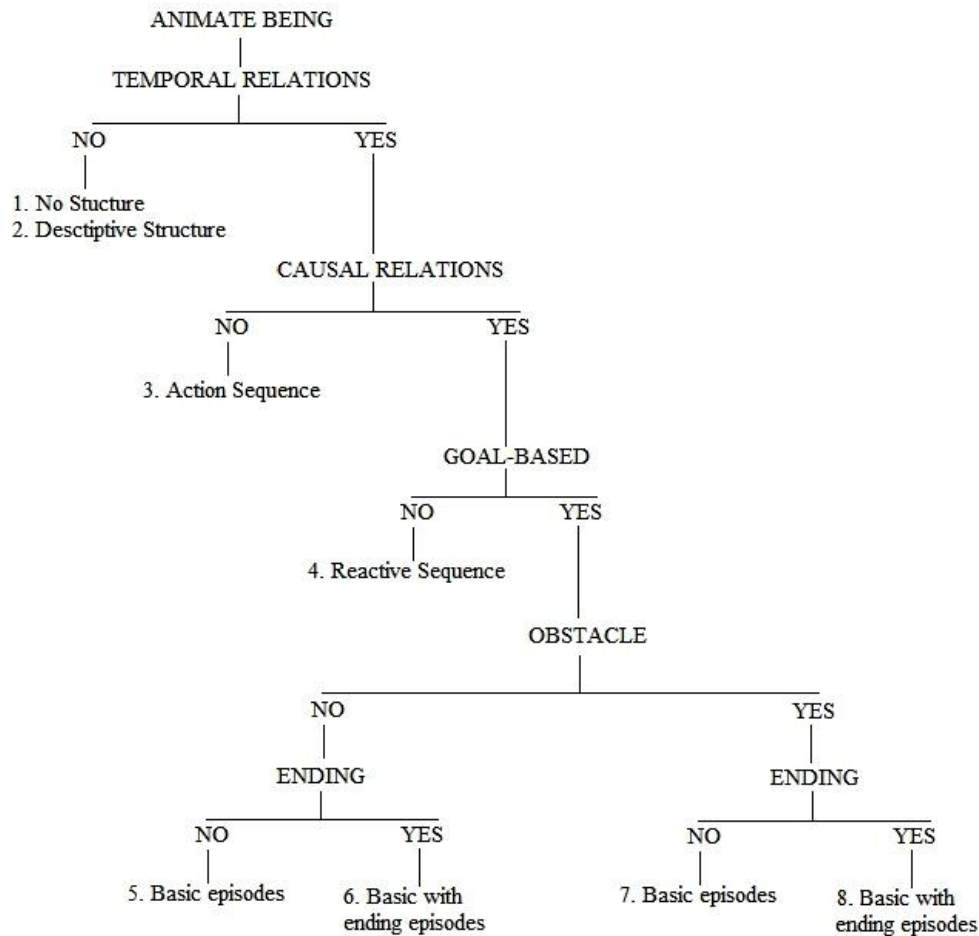 ANIMATE BEING
TEMPORAL RELATIONS
NO YES
1. No Stucture
2. Desctiptive Structure
CAUSAL RELATIONS
NO YES
3. Action Sequence
GOAL-BASED
NO YES
4. Reactive Sequence
OBSTACLE
NO YES
ENDING ENDING
NO YES NO YES
5. Basic episodes 6. Basic with 7. Basic episodes 8. Basic with
ending episodes ending episodes